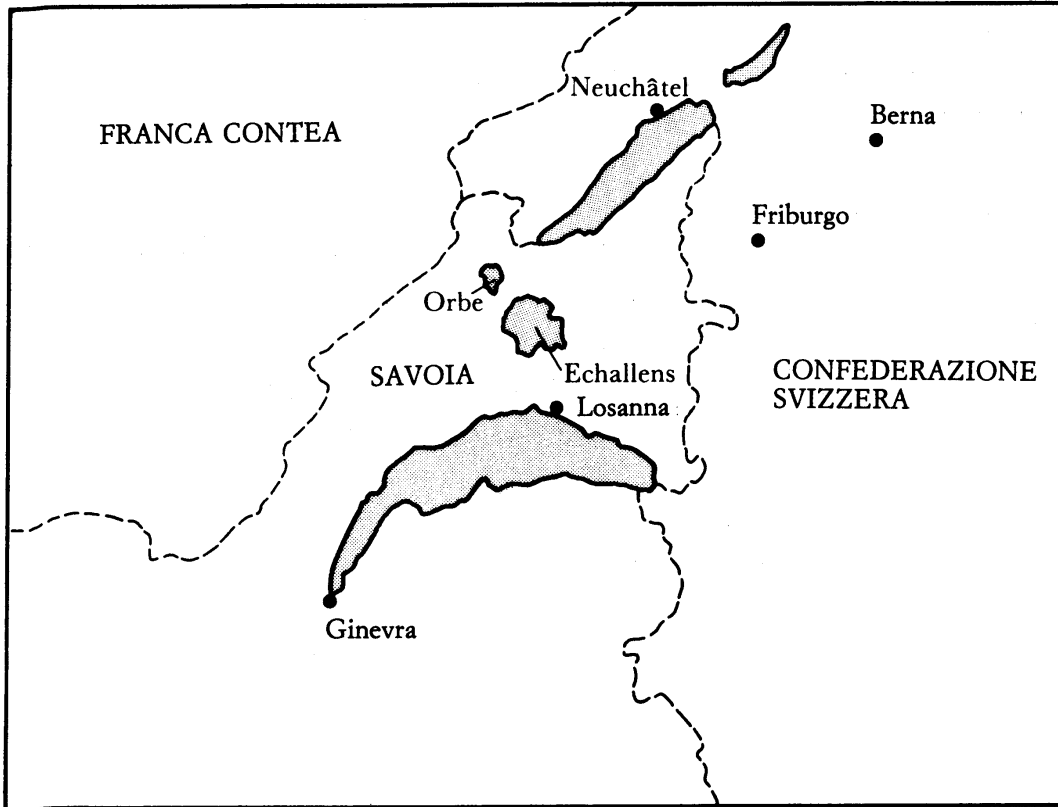 Neuchâtel
FRANCA CONTEA
Berna
Friburgo
Orbe
SAVOIA
Echallens
CONFEDERAZIONE
SVIZZERA
Losanna
Ginevra